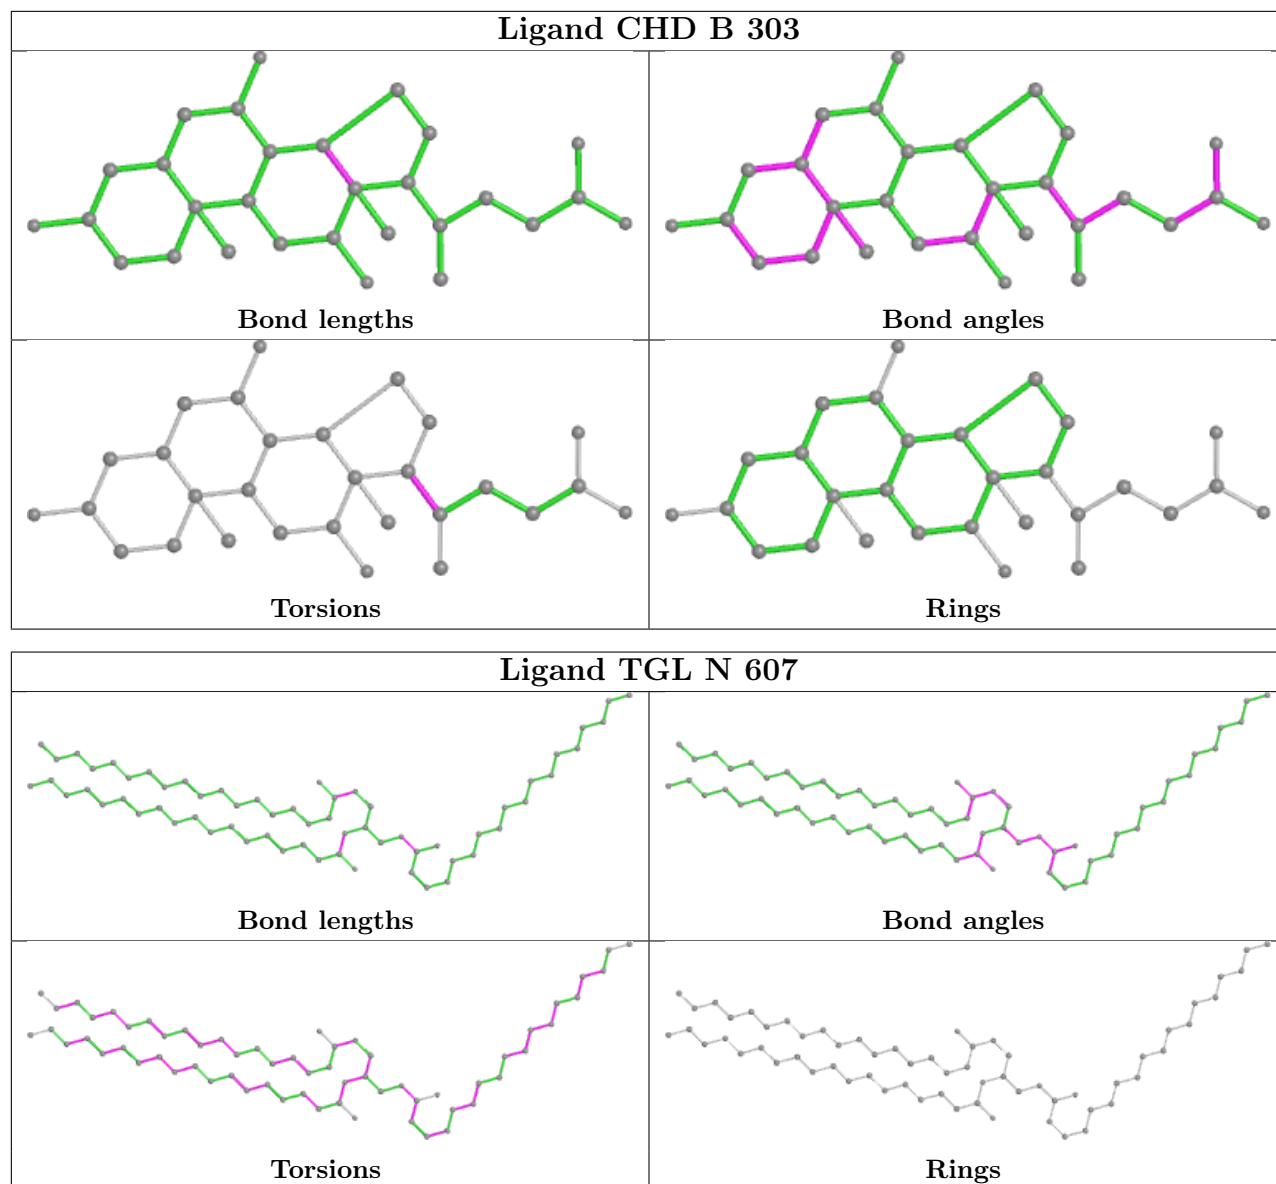 Ligand CHD B 303
Bond lengths
Bond angles
Torsions
Rings
Ligand TGL N 607
Bond lengths
Bond angles
Torsions
Rings